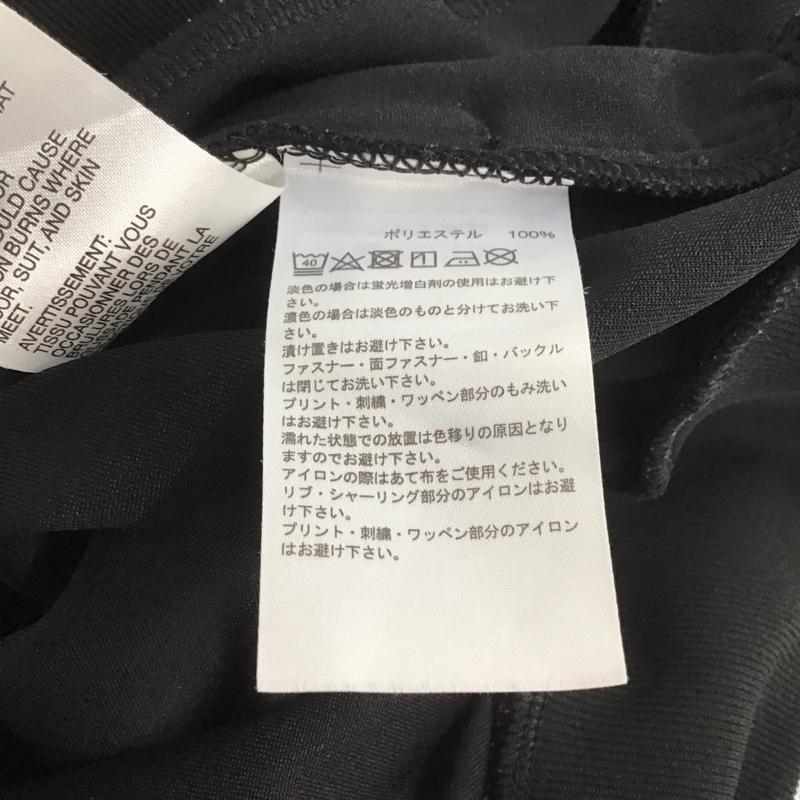 AT
OR
OULD CAUSE
ON BURNS WHERE
OOR, SUIT, AND SKIN
MEET.
AVERTISSEMENT:
TISSU POUVANT VOUS
OCCASIONNER DES
BRULURES LORS DE
PENDANT LA
ポリエステル 100%
40
淡色の場合は蛍光増白剤の使用はお避け下
さい。
濃色の場合は淡色のものと分けてお洗い下
さい。
漬け置きはお避け下さい。
ファスナー・面ファスナー・釦・バックル
は閉じてお洗い下さい。
プリント・刺繍・ワッペン部分のもみ洗い
はお避け下さい。
濡れた状態での放置は色移りの原因となり
ますのでお避け下さい。
アイロンの際はあて布をご使用ください。
リブ・シャーリング部分のアイロンはお避
け下さい。
プリント・刺繍・ワッペン部分のアイロン
はお避け下さい。